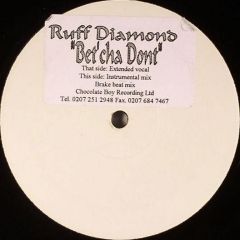 Ruff Diamond
"Bet'cha Dont"
That side: Extended vocal
This side: Instrumental mix
Brake beat mix
Chocolate Boy Recording Ltd
Tel. 0207 251 2948 Fax. 0207 684 7467